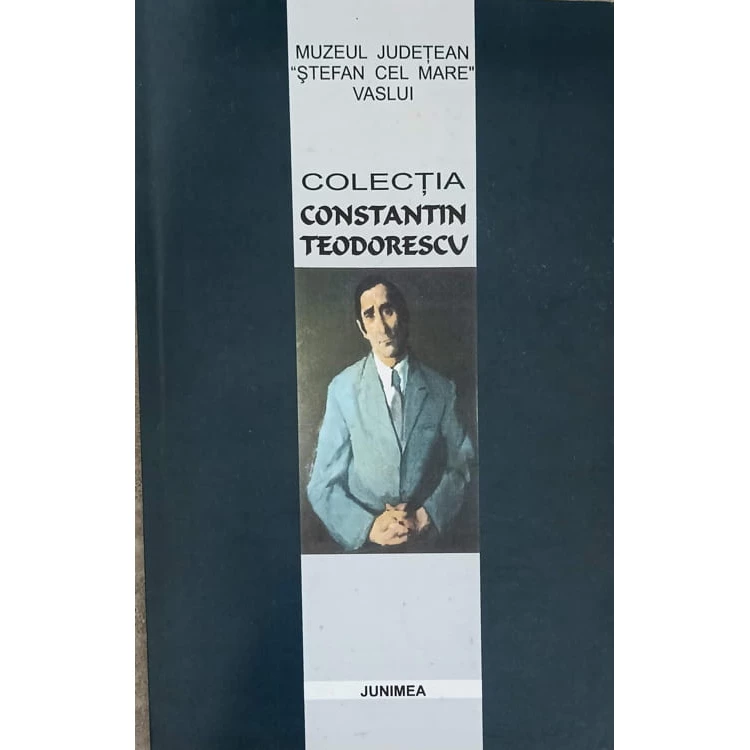 MUZEUL JUDEȚEAN
“ŞTEFAN CEL MARE"
VASLUI
COLECȚIA
CONSTANTIN
TEODORESCU
JUNIMEA